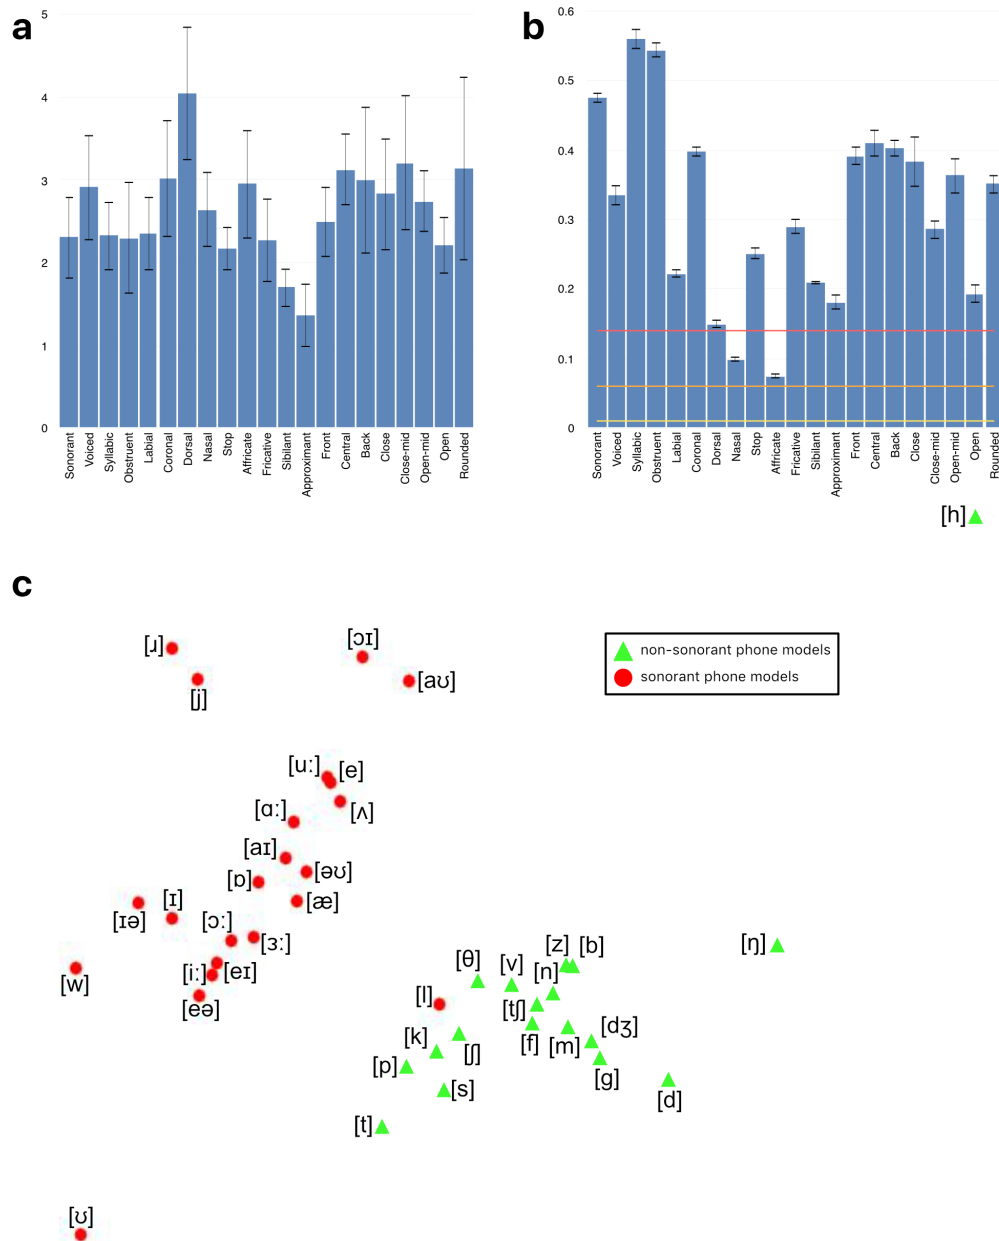 a
5
4
3
2
1
0
Sonorant
Voiced
Syllabic
Obstruent
Labial
Coronal
Dorsal
Nasal
Stop
Affricate
Fricative
Sibilant
Approximant
Front
Central
Back
Close
Close-mid
Open-mid
Open
Rounded
b
0.6
0.5
0.4
0.3
0.2
0.1
0
Sonorant
Voiced
Syllabic
Obstruent
Labial
Coronal
Dorsal
Nasal
Stop
Affricate
Fricative
Sibilant
Approximant
Front
Central
Back
Close
Close-mid
Open-mid
Open
Rounded
c
[h]
non-sonorant phone models
sonorant phone models
[ɹ]
[j]
[ɔɪ]
[aʊ]
[uː]
[e]
[ʌ]
[ɑː]
[aɪ]
[əʊ]
[ɒ]
[æ]
[ɪə]
[ɪ]
[ɔː]
[ɜː]
[w]
[iː]
[eɪ]
[eə]
[ŋ]
[z]
[b]
[θ]
[v]
[n]
[l]
[tʃ]
[k]
[ʃ]
[f]
[m]
[dʒ]
[p]
[g]
[s]
[d]
[t]
[ʊ]